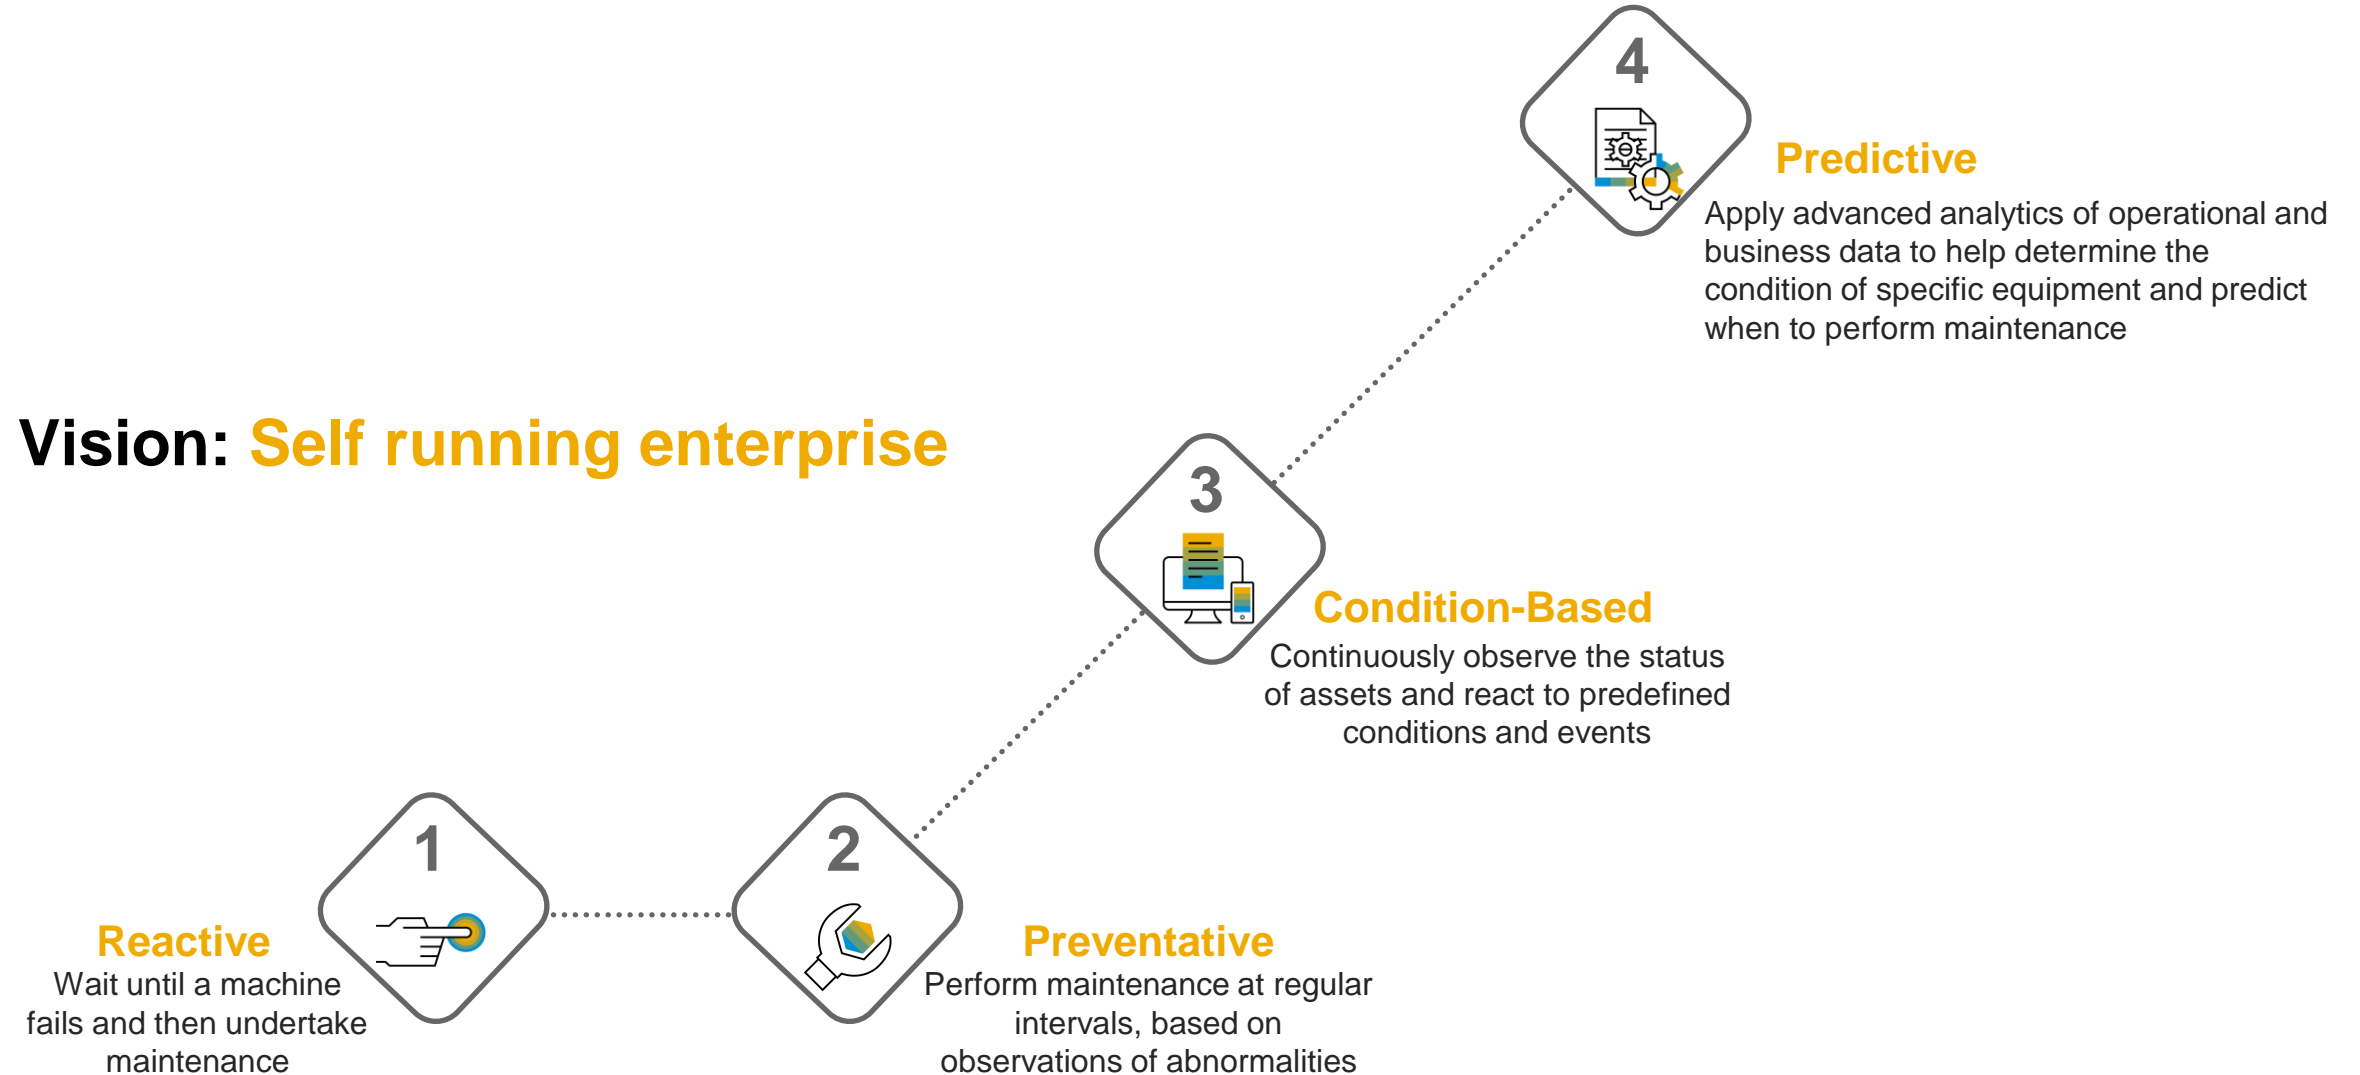 4
Predictive
Apply advanced analytics of operational and
business data to help determine the
condition of specific equipment and predict
when to perform maintenance
Vision: Self running enterprise
3
Condition-Based
Continuously observe the status
of assets and react to predefined
conditions and events
1
Reactive
Wait until a machine
fails and then undertake
maintenance
2
Preventative
Perform maintenance at regular
intervals, based on
observations of abnormalities